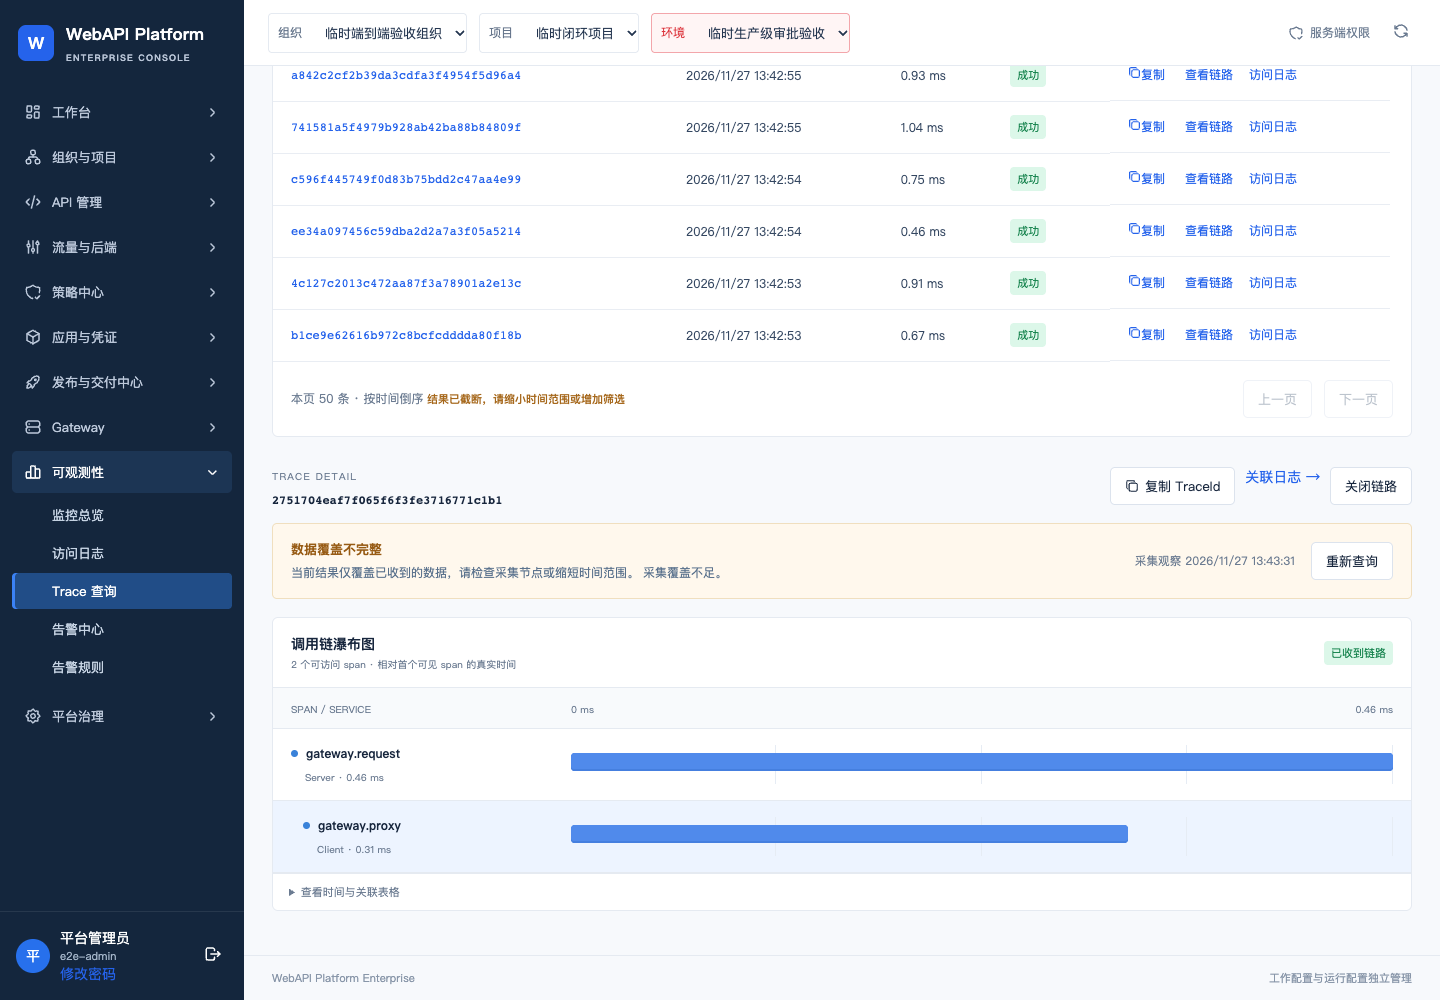 W
WebAPI Platform
ENTERPRISE CONSOLE
工作台
组织与项目
API 管理
流量与后端
策略中心
应用与凭证
发布与交付中心
Gateway
可观测性
监控总览
访问日志
Trace 查询
告警中心
告警规则
平台治理
平
平台管理员
e2e-admin
修改密码
组织 临时端到端验收组织
项目 临时闭环项目
环境 临时生产级审批验收
服务端权限
a842c2cf2b39da3cdfa3f4954f5d96a4 2026/11/27 13:42:55 0.93 ms 成功 复制 查看链路 访问日志
741581a5f4979b928ab42ba88b84809f 2026/11/27 13:42:55 1.04 ms 成功 复制 查看链路 访问日志
c596f445749f0d83b75bdd2c47aa4e99 2026/11/27 13:42:54 0.75 ms 成功 复制 查看链路 访问日志
ee34a097456c59dba2d2a7a3f05a5214 2026/11/27 13:42:54 0.46 ms 成功 复制 查看链路 访问日志
4c127c2013c472aa87f3a78901a2e13c 2026/11/27 13:42:53 0.91 ms 成功 复制 查看链路 访问日志
b1ce9e62616b972c8bcfcdddda80f18b 2026/11/27 13:42:53 0.67 ms 成功 复制 查看链路 访问日志
本页 50 条 · 按时间倒序 结果已截断，请缩小时间范围或增加筛选 上一页 下一页
TRACE DETAIL
2751704eaf7f065f6f3fe3716771c1b1
复制 TraceId 关联日志 → 关闭链路
数据覆盖不完整
当前结果仅覆盖已收到的数据，请检查采集节点或缩短时间范围。 采集覆盖不足。
采集观察 2026/11/27 13:43:31 重新查询
调用链瀑布图
2 个可访问 span · 相对首个可见 span 的真实时间
已收到链路
SPAN / SERVICE 0 ms 0.46 ms
gateway.request
Server · 0.46 ms
gateway.proxy
Client · 0.31 ms
查看时间与关联表格
WebAPI Platform Enterprise 工作配置与运行配置独立管理